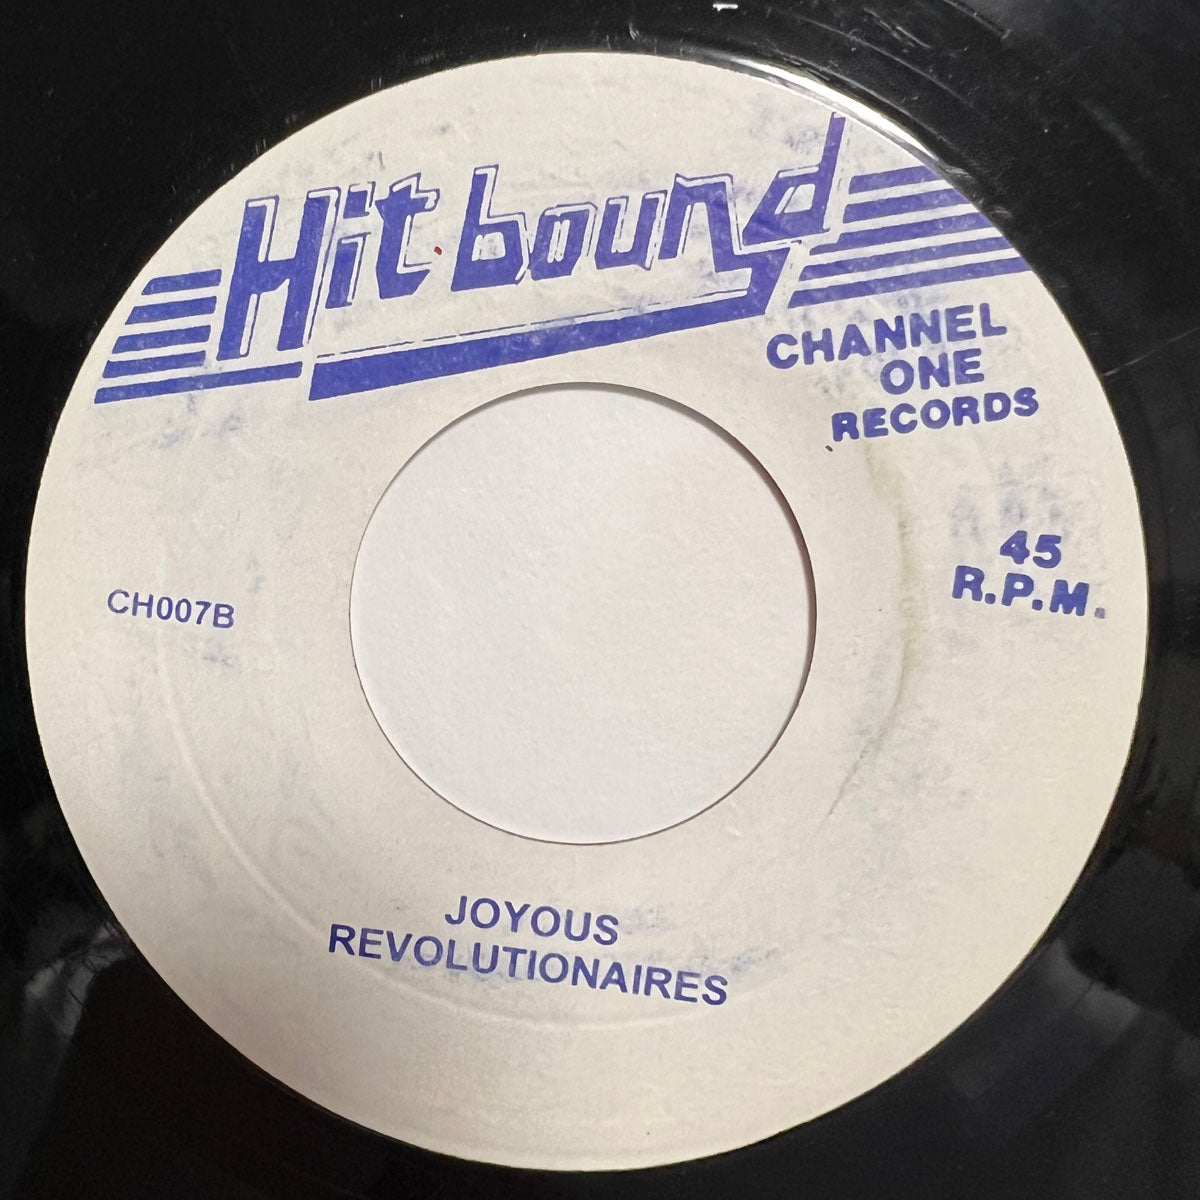 Hit bound
CHANNEL
ONE
RECORDS
45
R.P.M.
CH007B
JOYOUS
REVOLUTIONAIRES